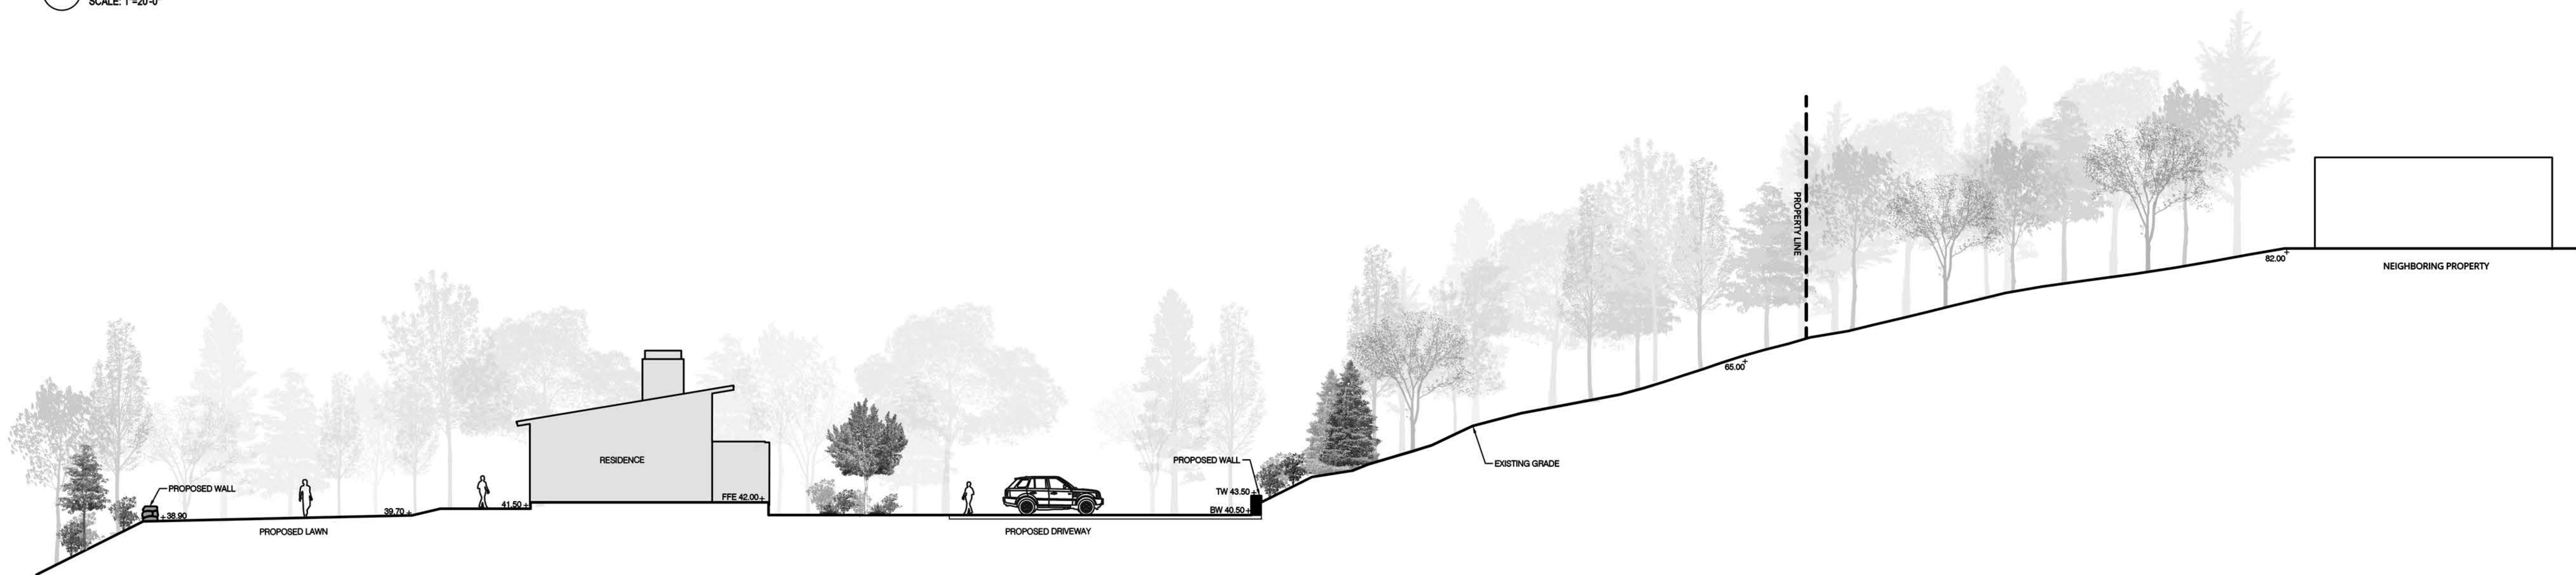 SCALE: 1"=20'-0"
PROPERTY LINE
82.00
NEIGHBORING PROPERTY
65.00
RESIDENCE
PROPOSED WALL
EXISTING GRADE
PROPOSED WALL
TW 43.50
FFE 42.00
41.50
BW 40.50
39.70
38.90
PROPOSED LAWN
PROPOSED DRIVEWAY